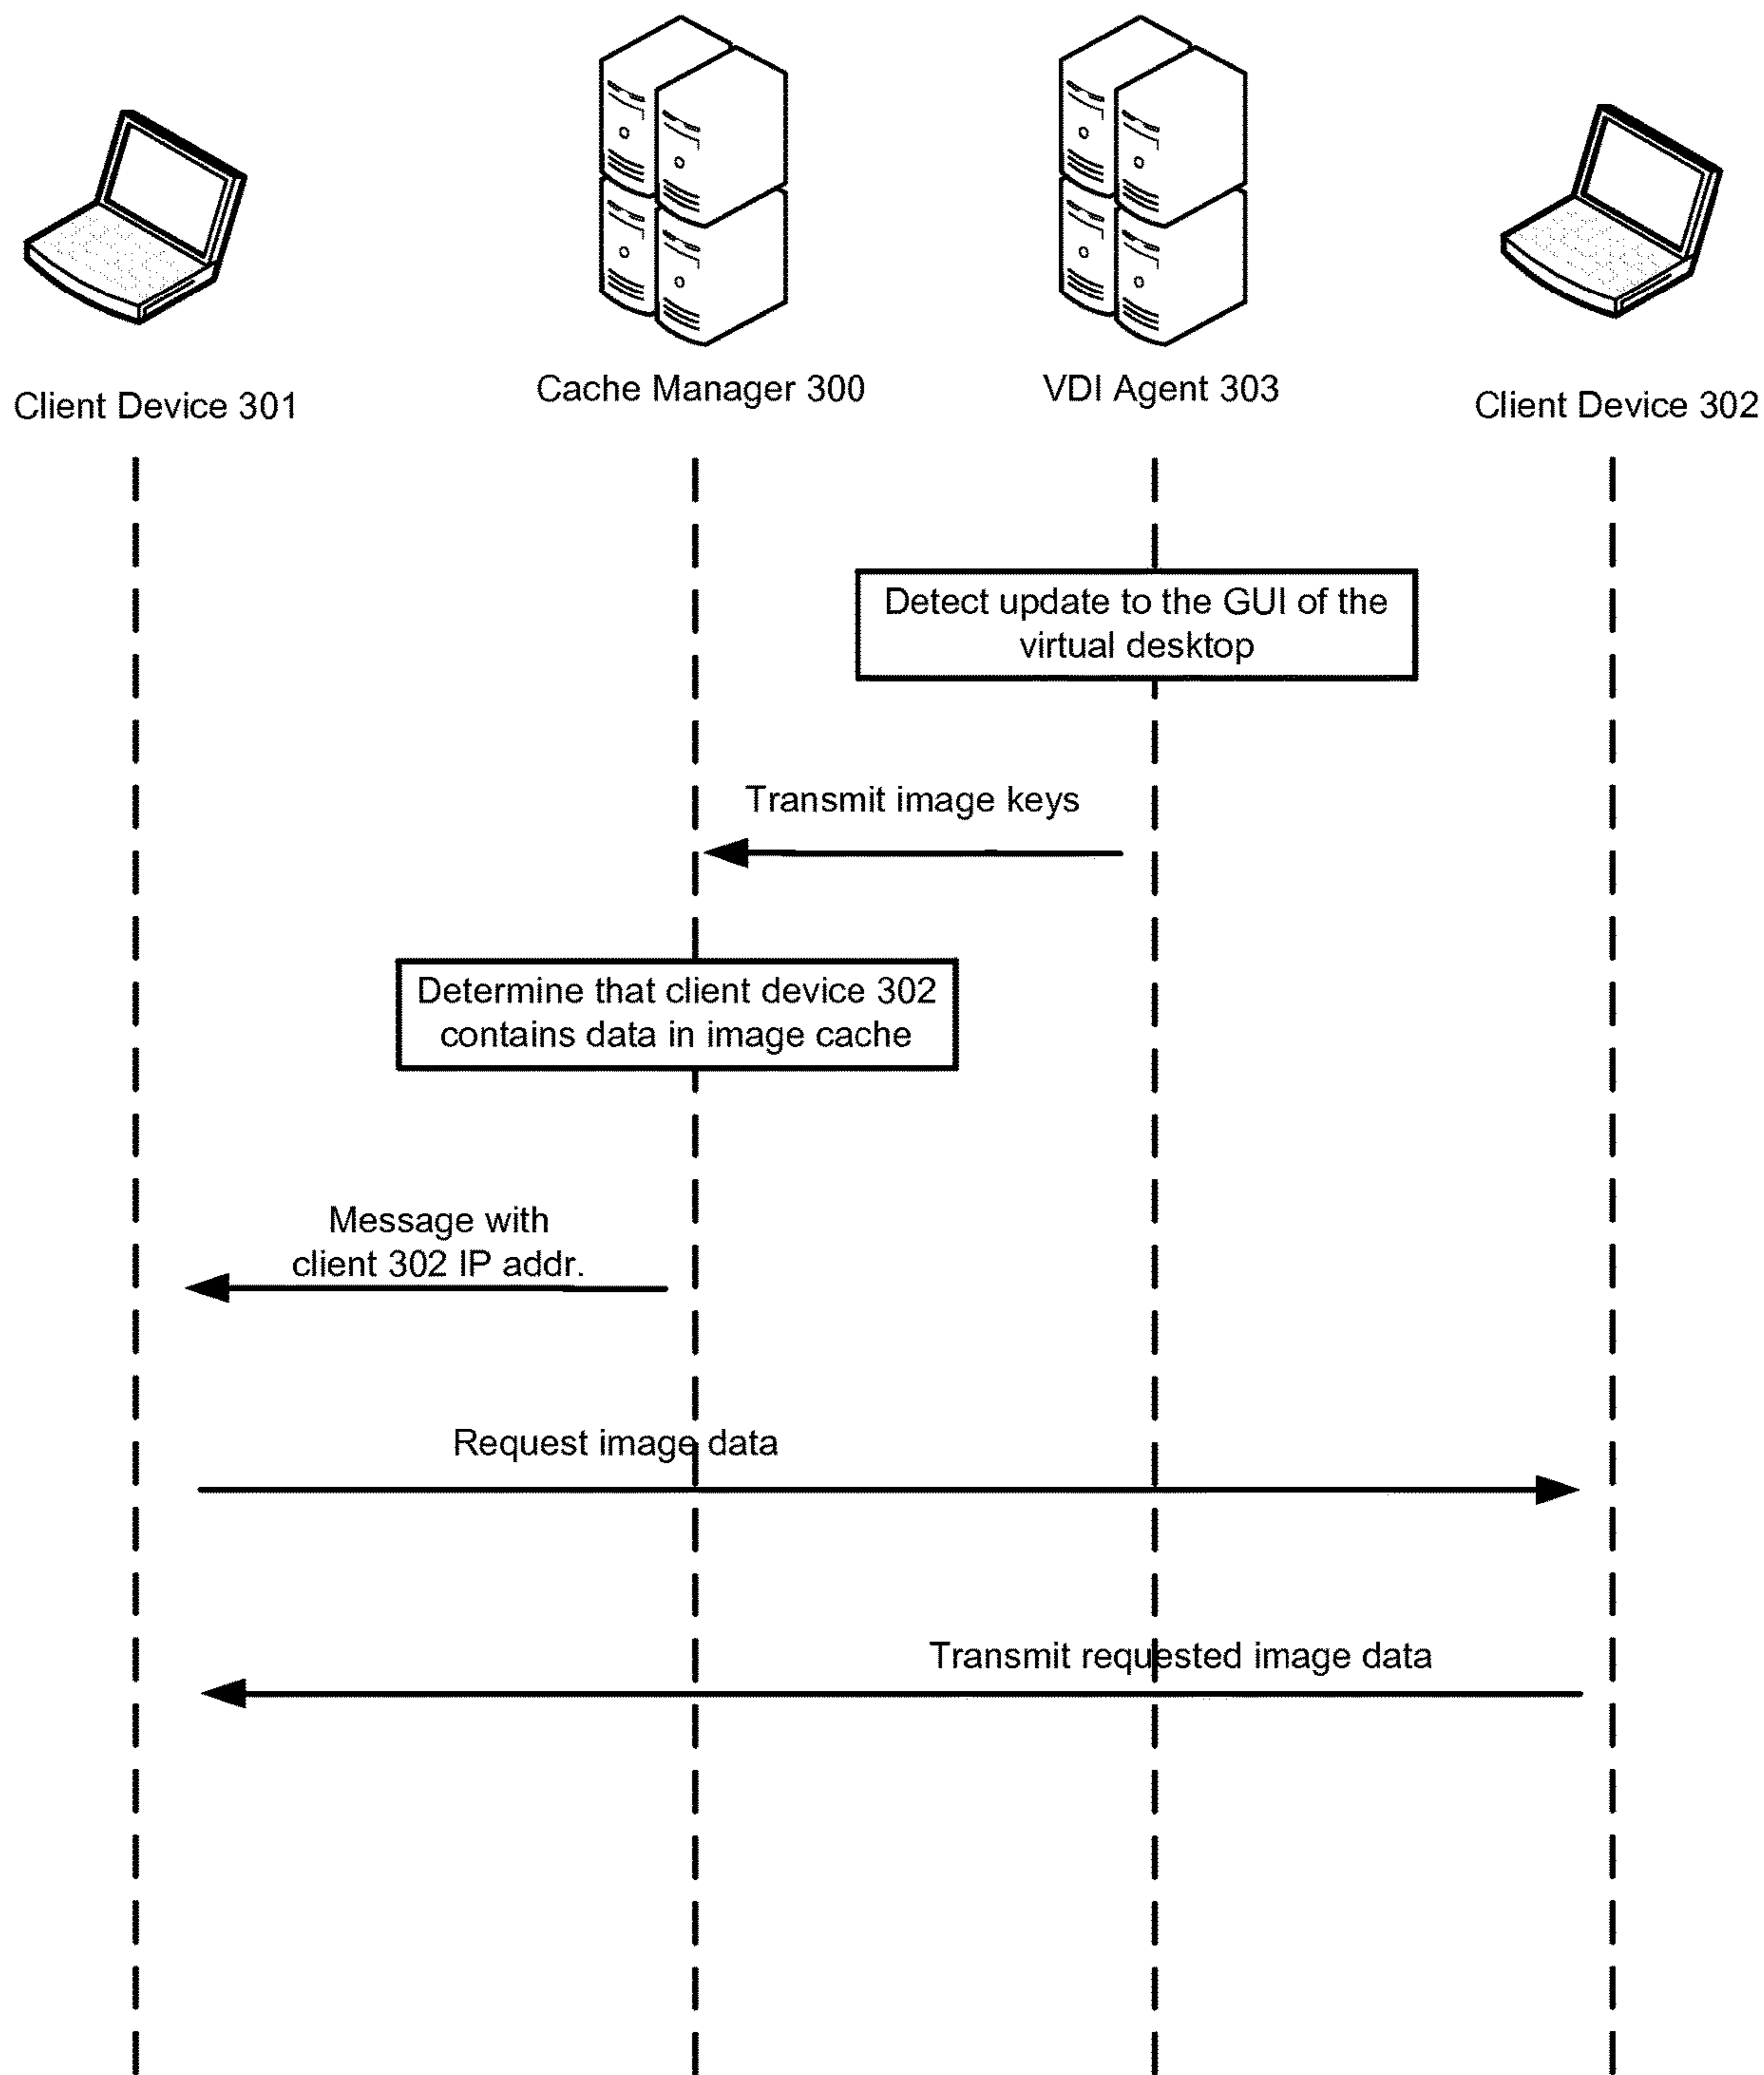 Client Device 301
Cache Manager 300
VDI Agent 303
Client Device 302
Detect update to the GUI of the
virtual desktop
Transmit image keys
Determine that client device 302
contains data in image cache
Message with
client 302 IP addr.
Request image data
Transmit requested image data